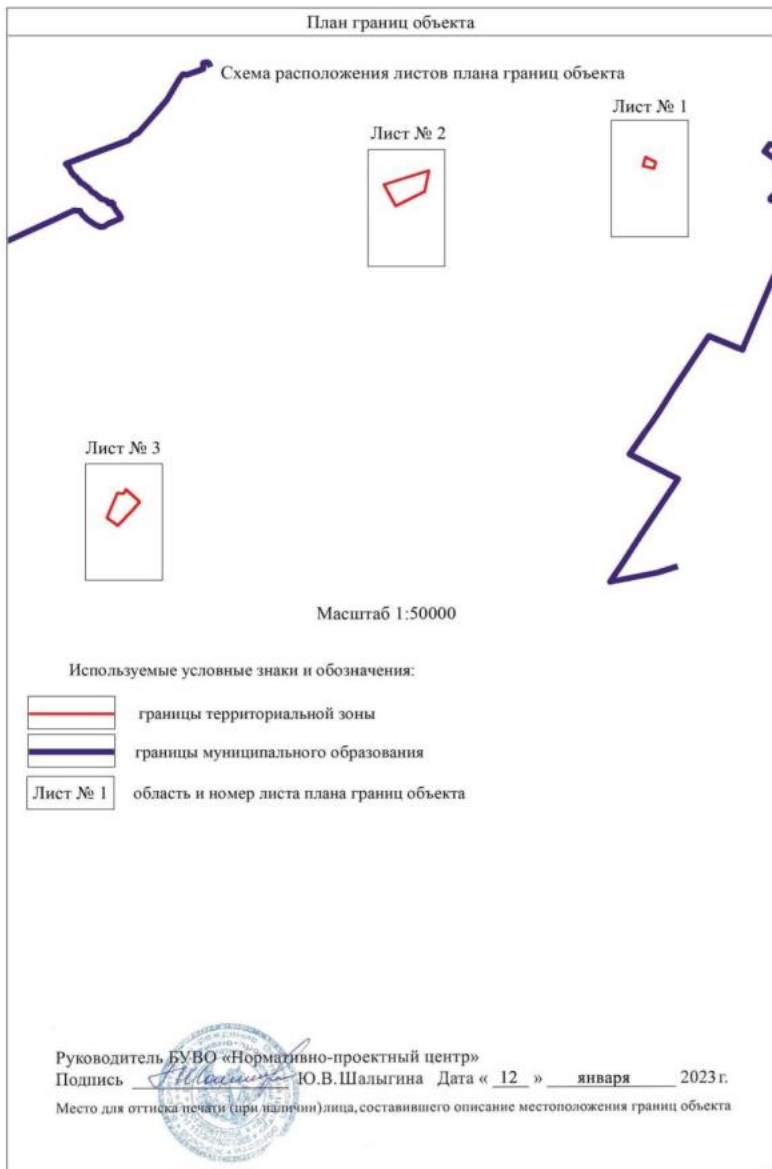 План границ объекта
Схема расположения листов плана границ объекта
Лист № 1
Лист № 2
Лист № 3
Масштаб 1:50000
Используемые условные знаки и обозначения:
границы территориальной зоны
границы муниципального образования
Лист № 1 область и номер листа плана границ объекта
Руководитель БУВО «Нормативно-проектный центр»
Подпись Ю.В.Шалыгина Дата « 12 » января 2023 г.
Место для оттиска печати (при наличии)лица,составившего описание местоположения границ объекта